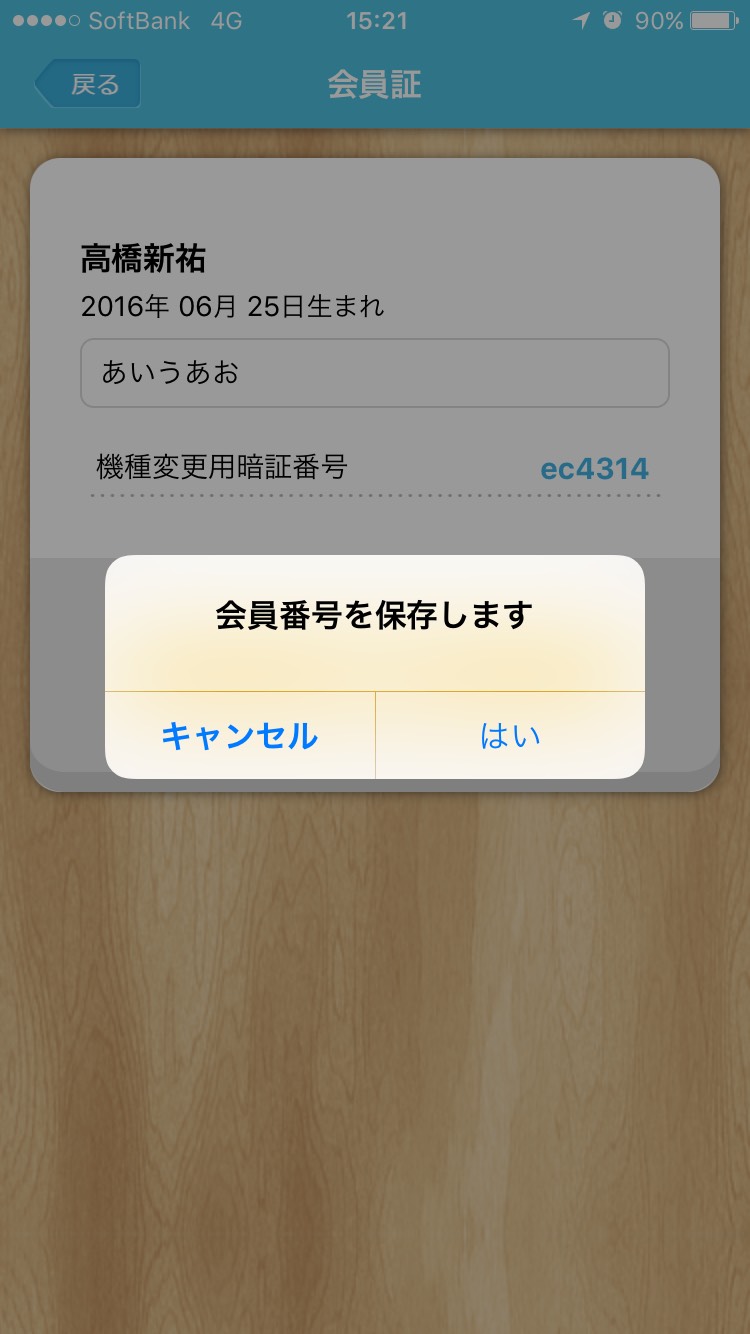 SoftBank 4G 15:21 90%
戻る 会員証
高橋新祐
2016年 06月 25日生まれ
あいうあお
機種変更用暗証番号 ec4314
会員番号を保存します
キャンセル はい